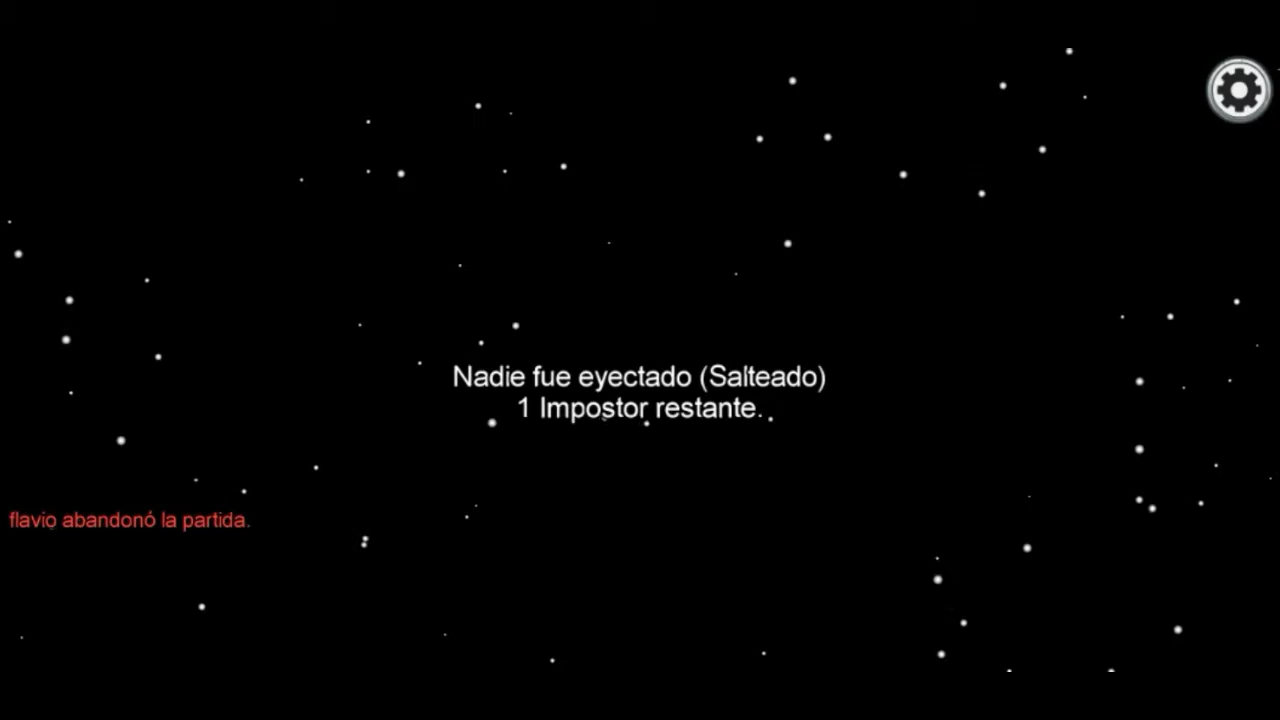 Nadie fue eyectado (Salteado)
1 Impostor restante.
flavio abandonó la partida.